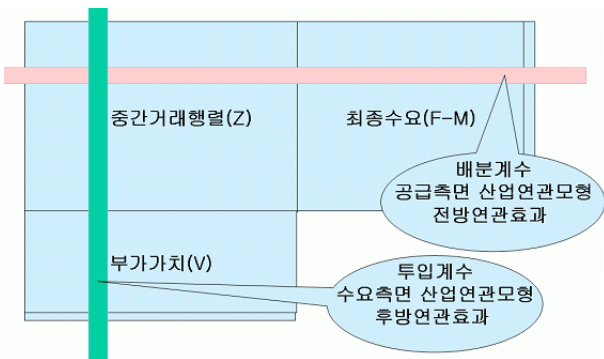 중간거래행렬(Z)
최종수요(F-M)
배분계수
공급측면 산업연관모형
전방연관효과
부가가치(V)
투입계수
수요측면 산업연관모형
후방연관효과